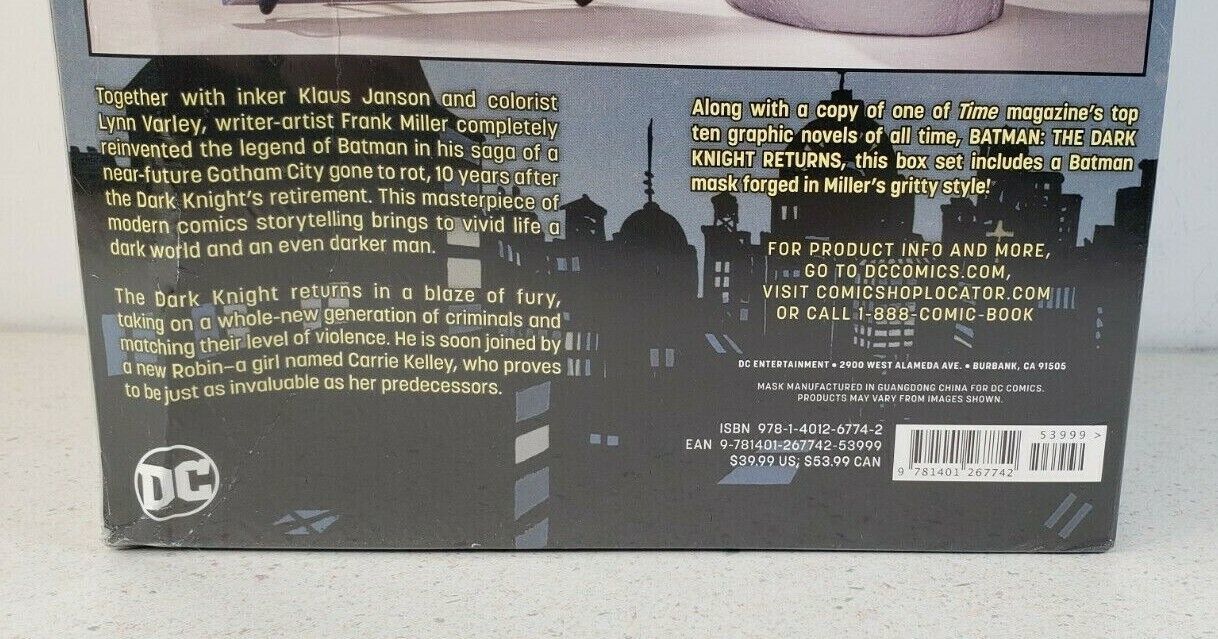 Together with inker Klaus Janson and colorist
Lynn Varley, writer-artist Frank Miller completely
reinvented the legend of Batman in his saga of a
near-future Gotham City gone to rot, 10 years after
the Dark Knight's retirement. This masterpiece of
modern comics storytelling brings to vivid life a
dark world and an even darker man.
The Dark Knight returns in a blaze of fury,
taking on a whole-new generation of criminals and
matching their level of violence. He is soon joined by
a new Robin—a girl named Carrie Kelley, who proves
to be just as invaluable as her predecessors.
DC
Along with a copy of one of Time magazine's top
ten graphic novels of all time, BATMAN: THE DARK
KNIGHT RETURNS, this box set includes a Batman
mask forged in Miller's gritty style!
FOR PRODUCT INFO AND MORE,
GO TO DCCOMICS.COM,
VISIT COMICSHOPLOCATOR.COM
OR CALL 1-888-COMIC-BOOK
DC ENTERTAINMENT • 2900 WEST ALAMEDA AVE. • BURBANK, CA 91505
MASK MANUFACTURED IN GUANGDONG CHINA FOR DC COMICS.
PRODUCTS MAY VARY FROM IMAGES SHOWN.
ISBN 978-1-4012-6774-2
EAN 9-781401-267742-53999
$39.99 US; $53.99 CAN
53999 >
9 781401 267742